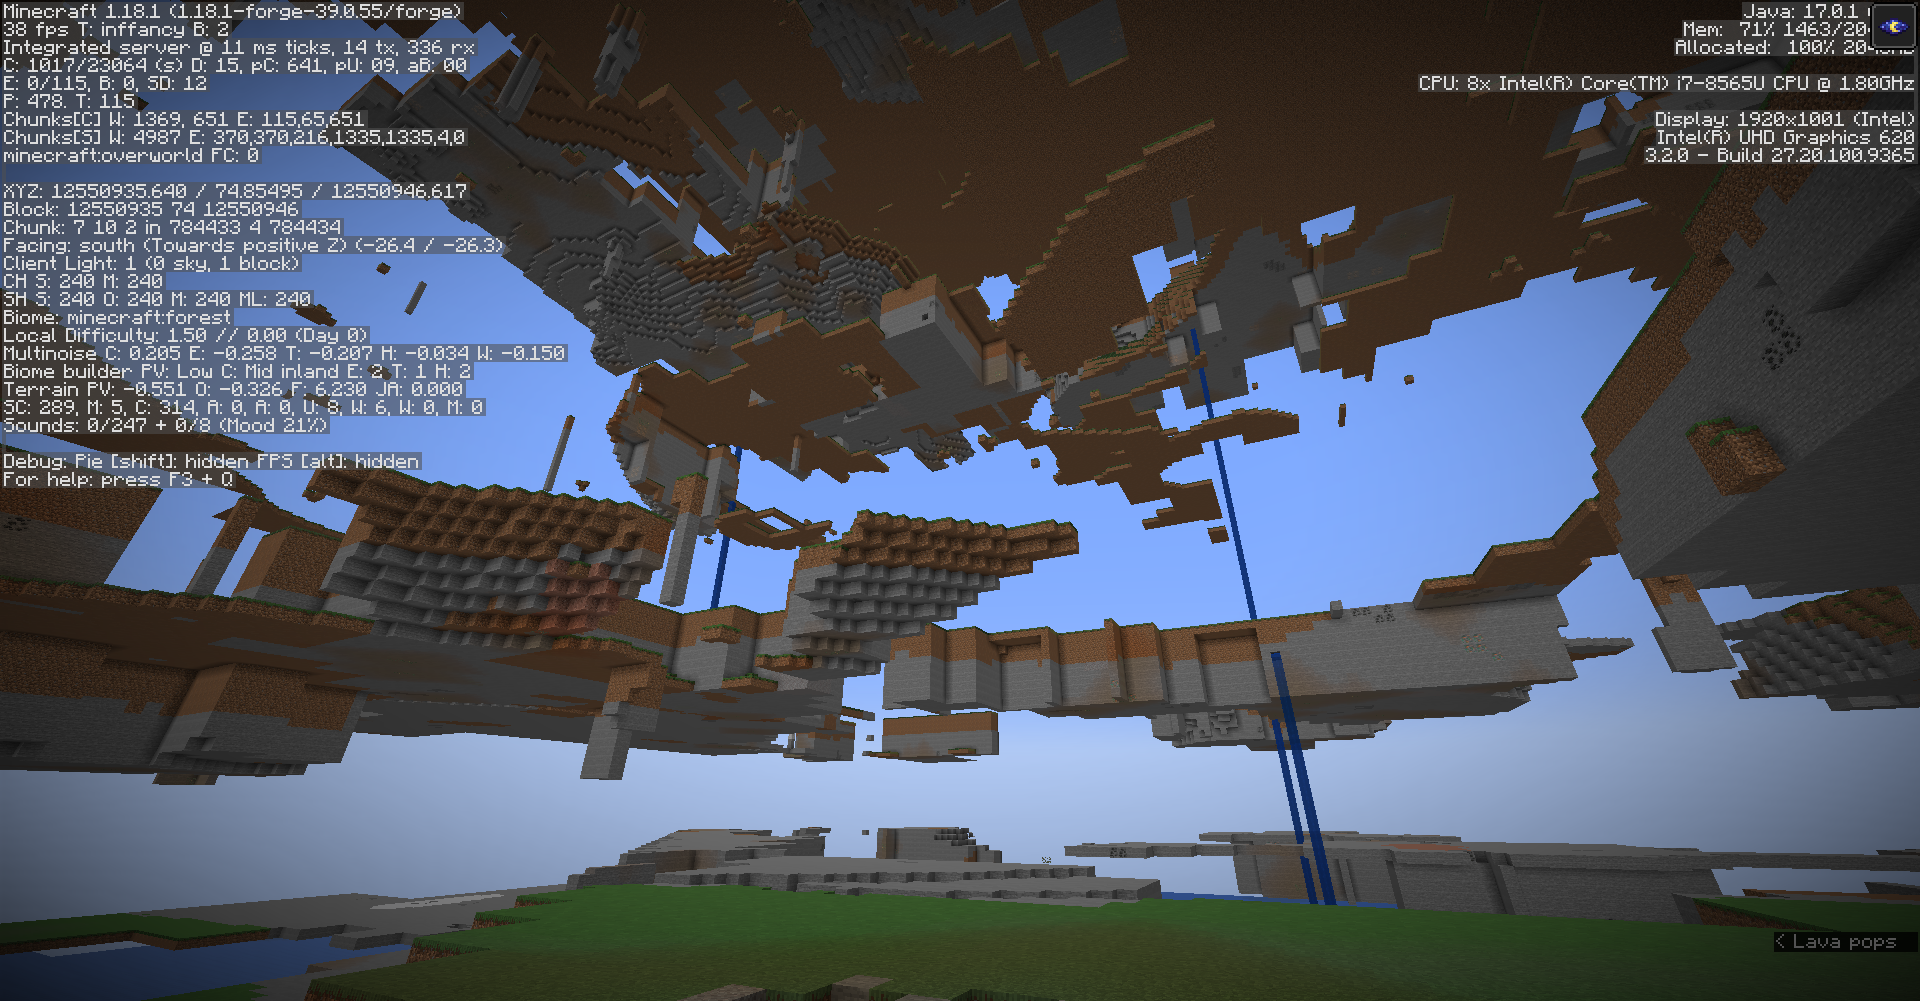 Minecraft 1.18.1 (1.18.1-forge-39.0.55/forge)
38 fps T: inffancy B: 2
Integrated server @ 11 ms ticks, 14 tx, 336 rx
C: 1017/23064 (s) D: 15, pC: 641, pU: 09, aB: 00
E: 0/115, B: 0, SD: 12
P: 478. T: 115
Chunks[C] W: 1369, 651 E: 115,65,651
Chunks[S] W: 4987 E: 370,370,216,1335,1335,4,0
minecraft:overworld FC: 0
XYZ: 12550935.640 / 74.85495 / 12550946.617
Block: 12550935 74 12550946
Chunk: 7 10 2 in 784433 4 784434
Facing: south (Towards positive Z) (-26.4 / -26.3)
Client Light: 1 (0 sky, 1 block)
CH S: 240 M: 240
SH S: 240 O: 240 M: 240 ML: 240
Biome: minecraft:forest
Local Difficulty: 1.50 // 0.00 (Day 0)
Multinoise C: 0.205 E: -0.258 T: -0.207 H: -0.034 W: -0.150
Biome builder PV: Low C: Mid inland E: 2 T: 1 H: 2
Terrain PV: -0.551 O: -0.326 F: 6.230 JA: 0.000
SC: 289, M: 5, C: 314, A: 0, A: 0, U: 8, W: 6, W: 0, M: 0
Sounds: 0/247 + 0/8 (Mood 21%)
Debug: Pie [shift]: hidden FPS [alt]: hidden
For help: press F3 + Q
Java: 17.0.1
Mem: 71% 1463/20
Allocated: 100% 204
CPU: 8x Intel(R) Core(TM) i7-8565U CPU @ 1.80GHz
Display: 1920x1001 (Intel)
Intel(R) UHD Graphics 620
3.2.0 - Build 27.20.100.9365
< Lava pops